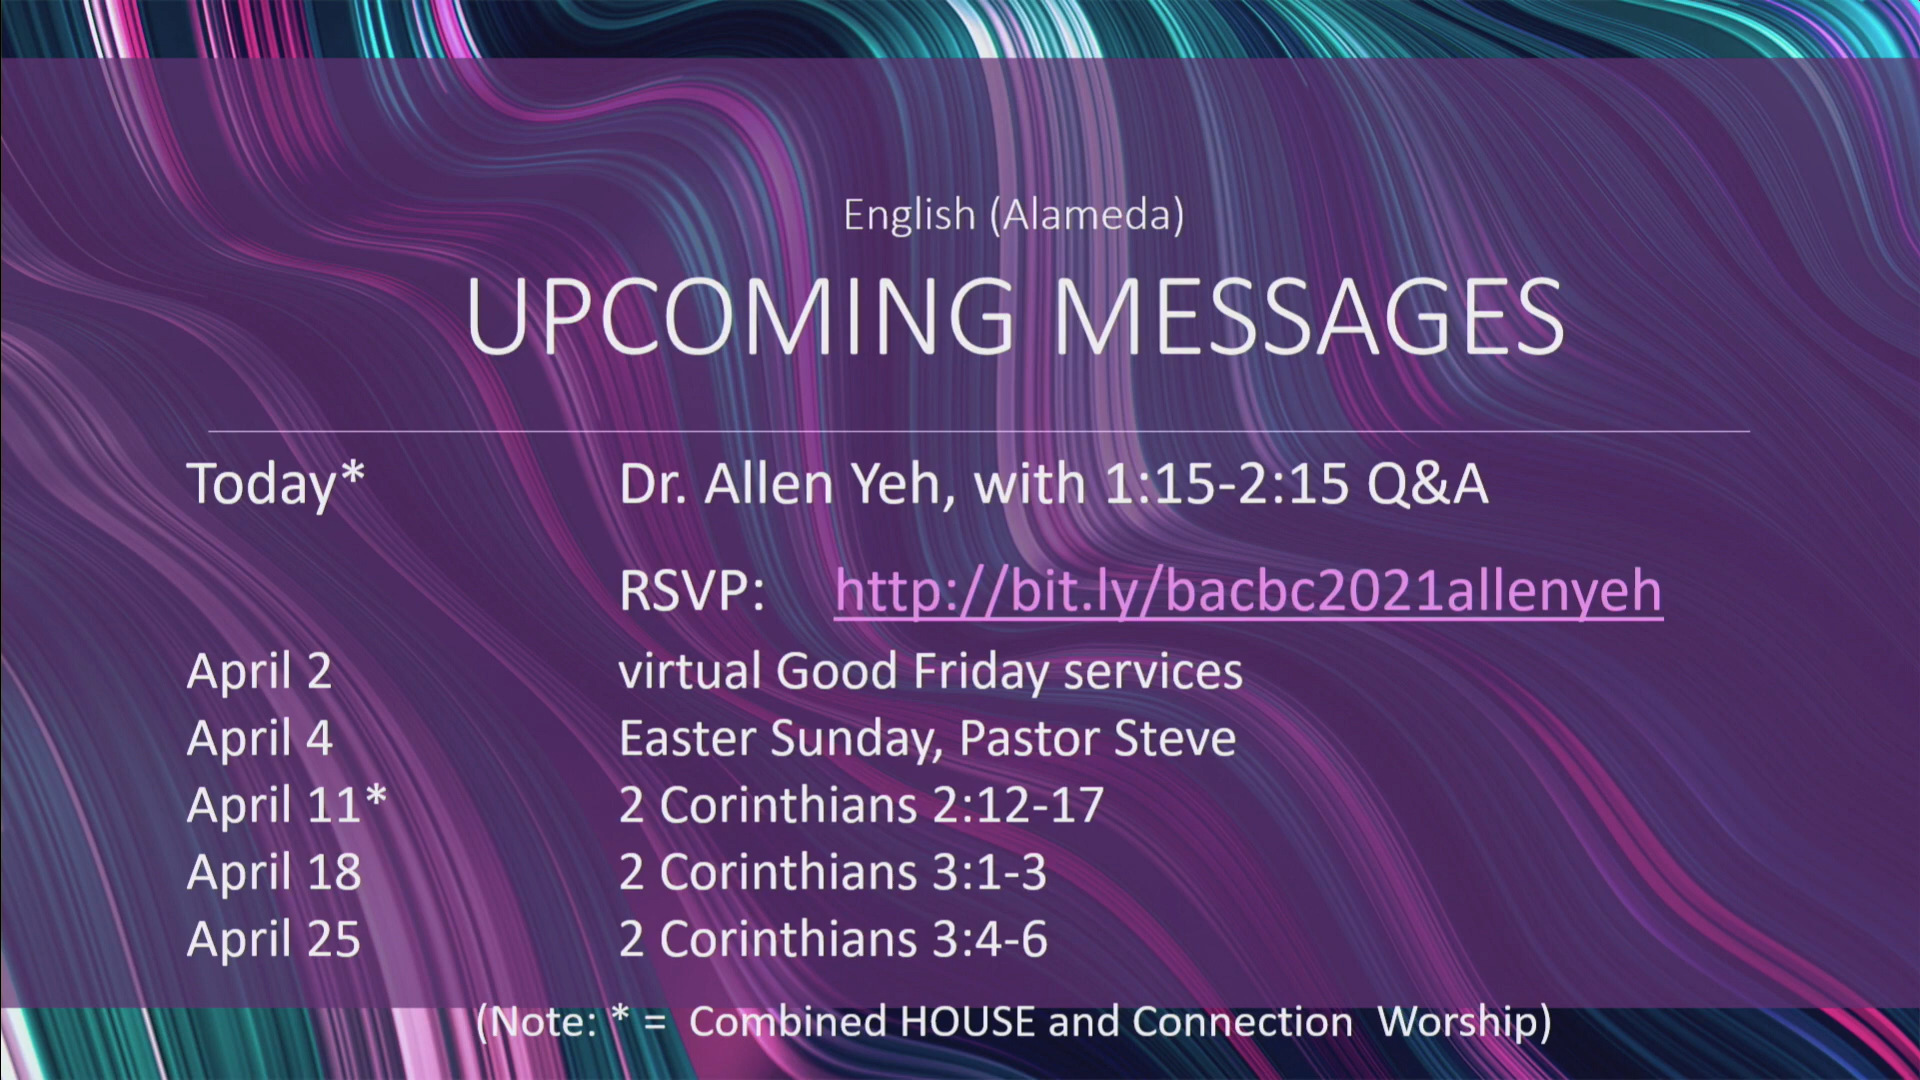 English (Alameda)
UPCOMING MESSAGES
Today* Dr. Allen Yeh, with 1:15-2:15 Q&A
RSVP: http://bit.ly/bacbc2021allenyeh
April 2 virtual Good Friday services
April 4 Easter Sunday, Pastor Steve
April 11* 2 Corinthians 2:12-17
April 18 2 Corinthians 3:1-3
April 25 2 Corinthians 3:4-6
(Note: * = Combined HOUSE and Connection Worship)